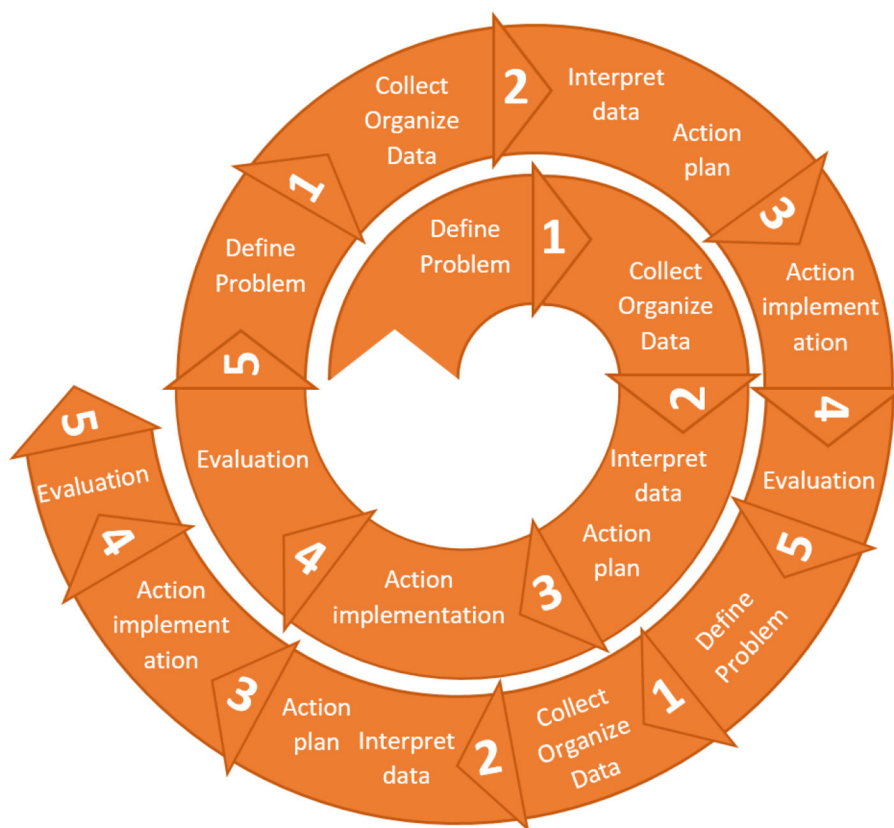 Define
Problem
1
Collect
Organize
Data
2
Interpret
data
Action
plan
3
Action
implementation
4
Evaluation
5
Define
Problem
1
Collect
Organize
Data
2
Interpret
data
Action
plan
3
Action
implement
ation
4
Evaluation
5
Define
Problem
1
Collect
Organize
Data
2
Interpret
data
Action
plan
3
Action
implement
ation
4
Evaluation
5